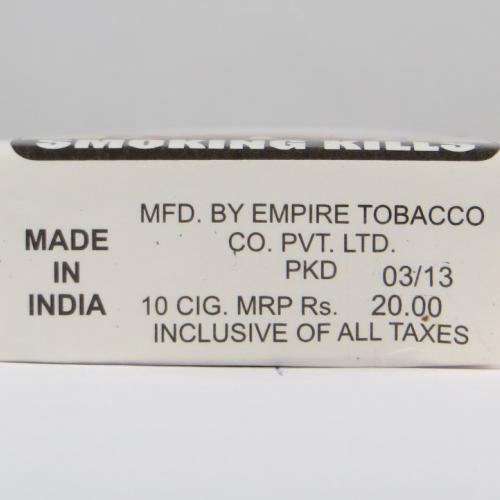 SMOKING KILLS
MADE
IN
INDIA
MFD. BY EMPIRE TOBACCO
CO. PVT. LTD.
PKD 03/13
10 CIG. MRP Rs. 20.00
INCLUSIVE OF ALL TAXES